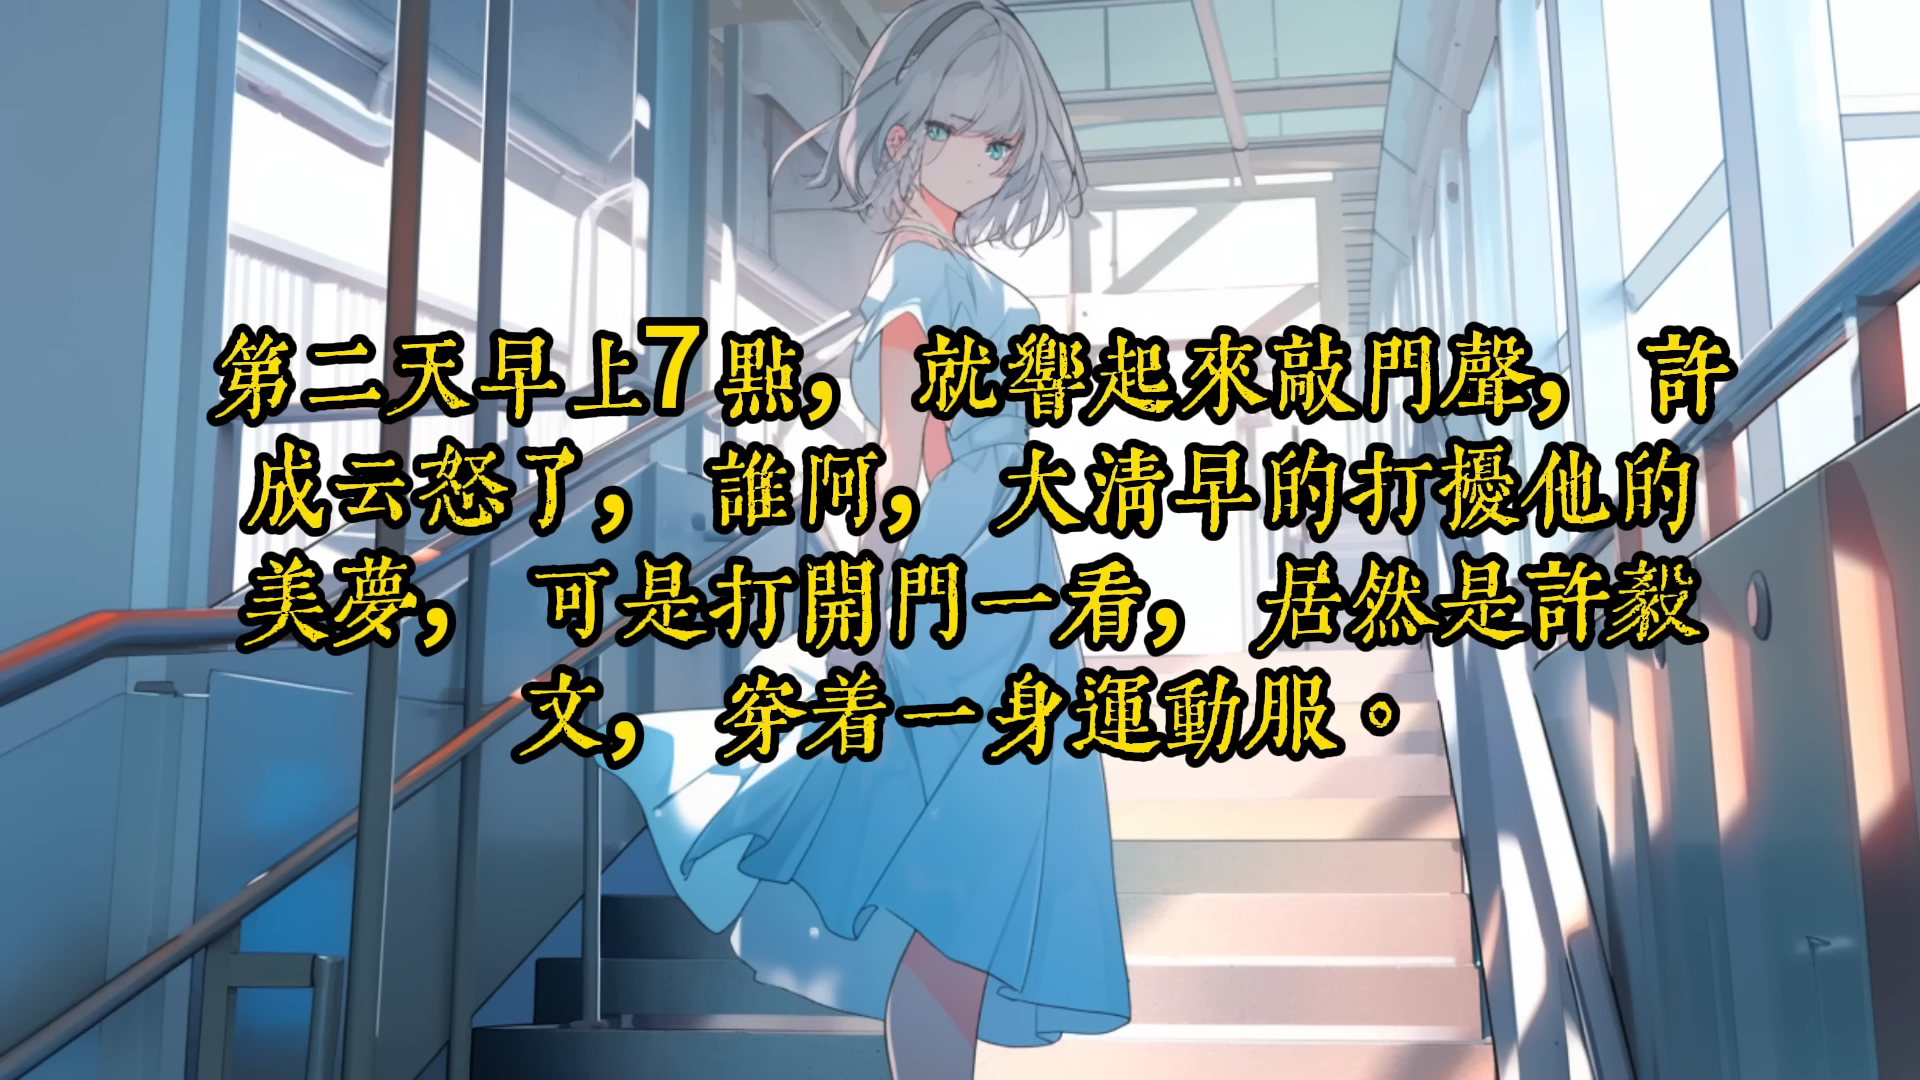 第二天早上7點，就響起來敲門聲，許
成云怒了，誰阿，大清早的打擾他的
美夢，可是打開門一看，居然是許毅
文，穿着一身運動服。